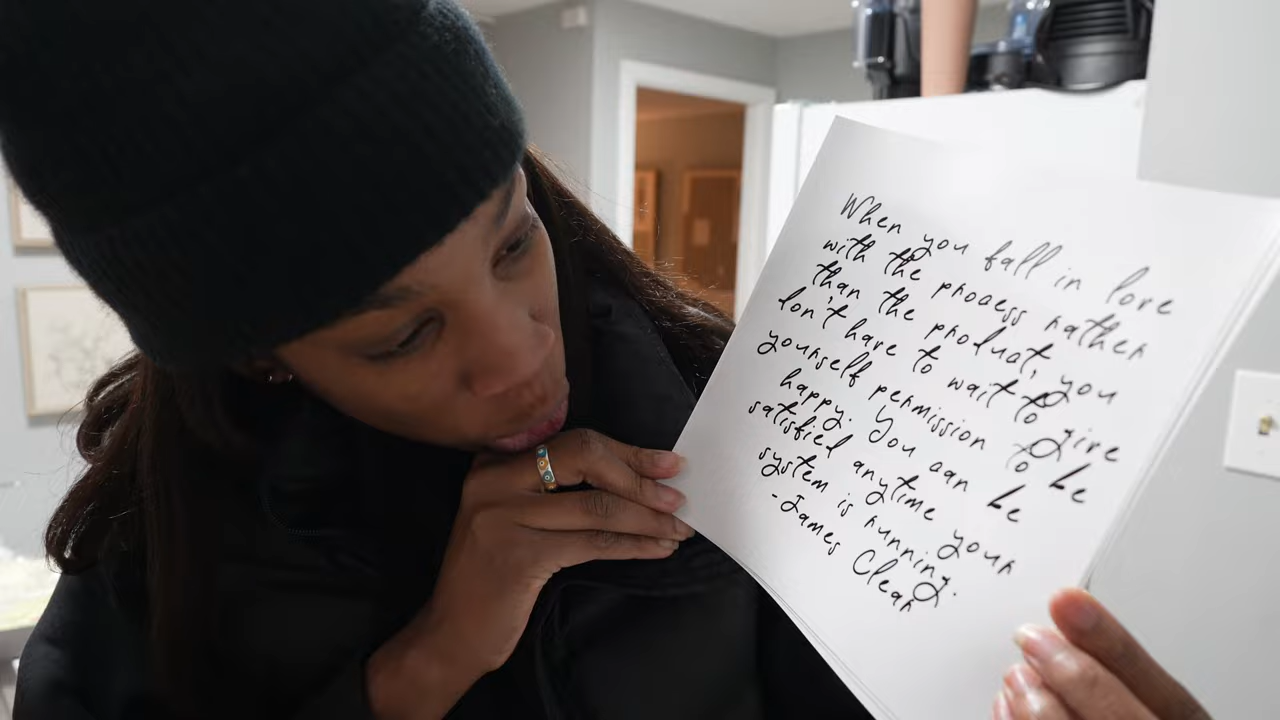 When you fall in love
with the process rather
than the product, you
don't have to wait to give
yourself permission to be
happy. You can be
satisfied anytime your
system is running.
-James Clear